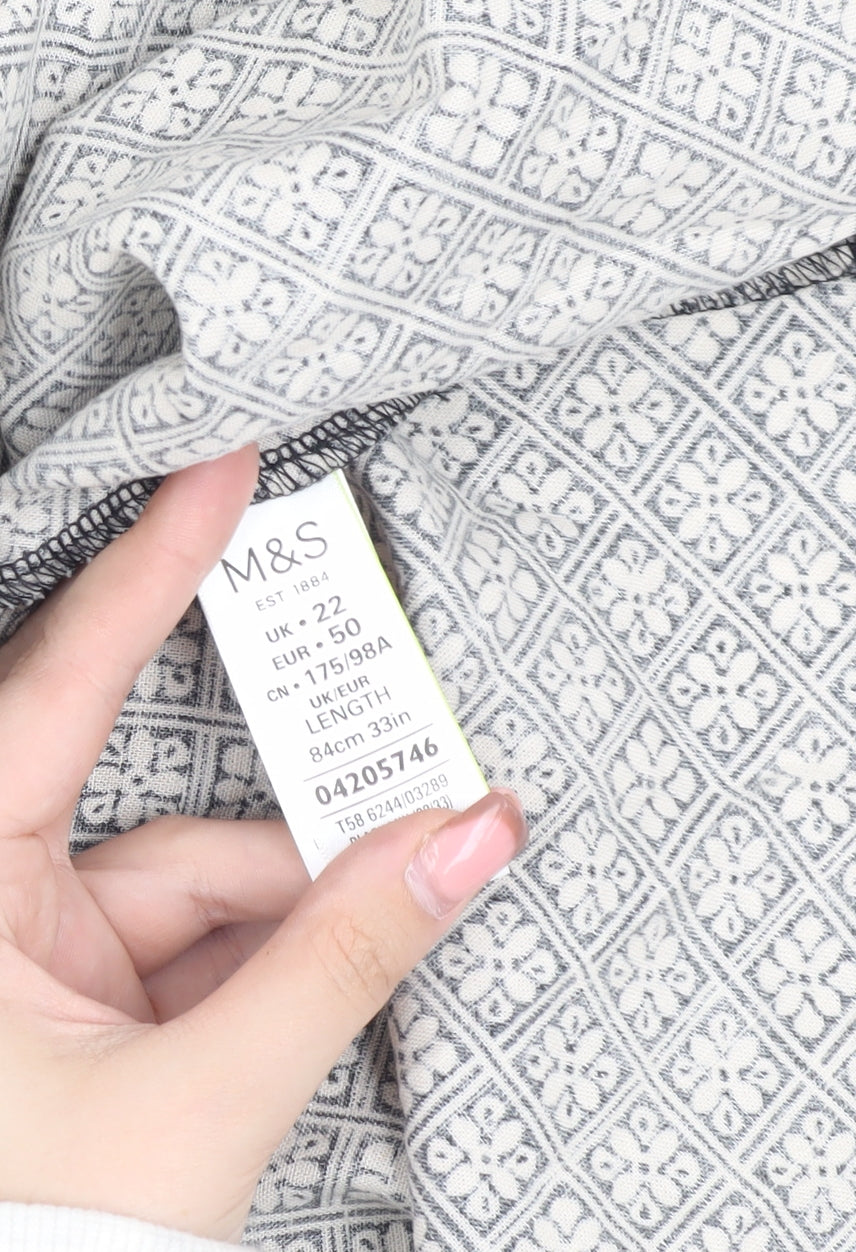 M&S
EST 1884
UK • 22
EUR • 50
CN • 175/98A
UK/EUR
LENGTH
84cm 33in
04205746
T58 6244/03289